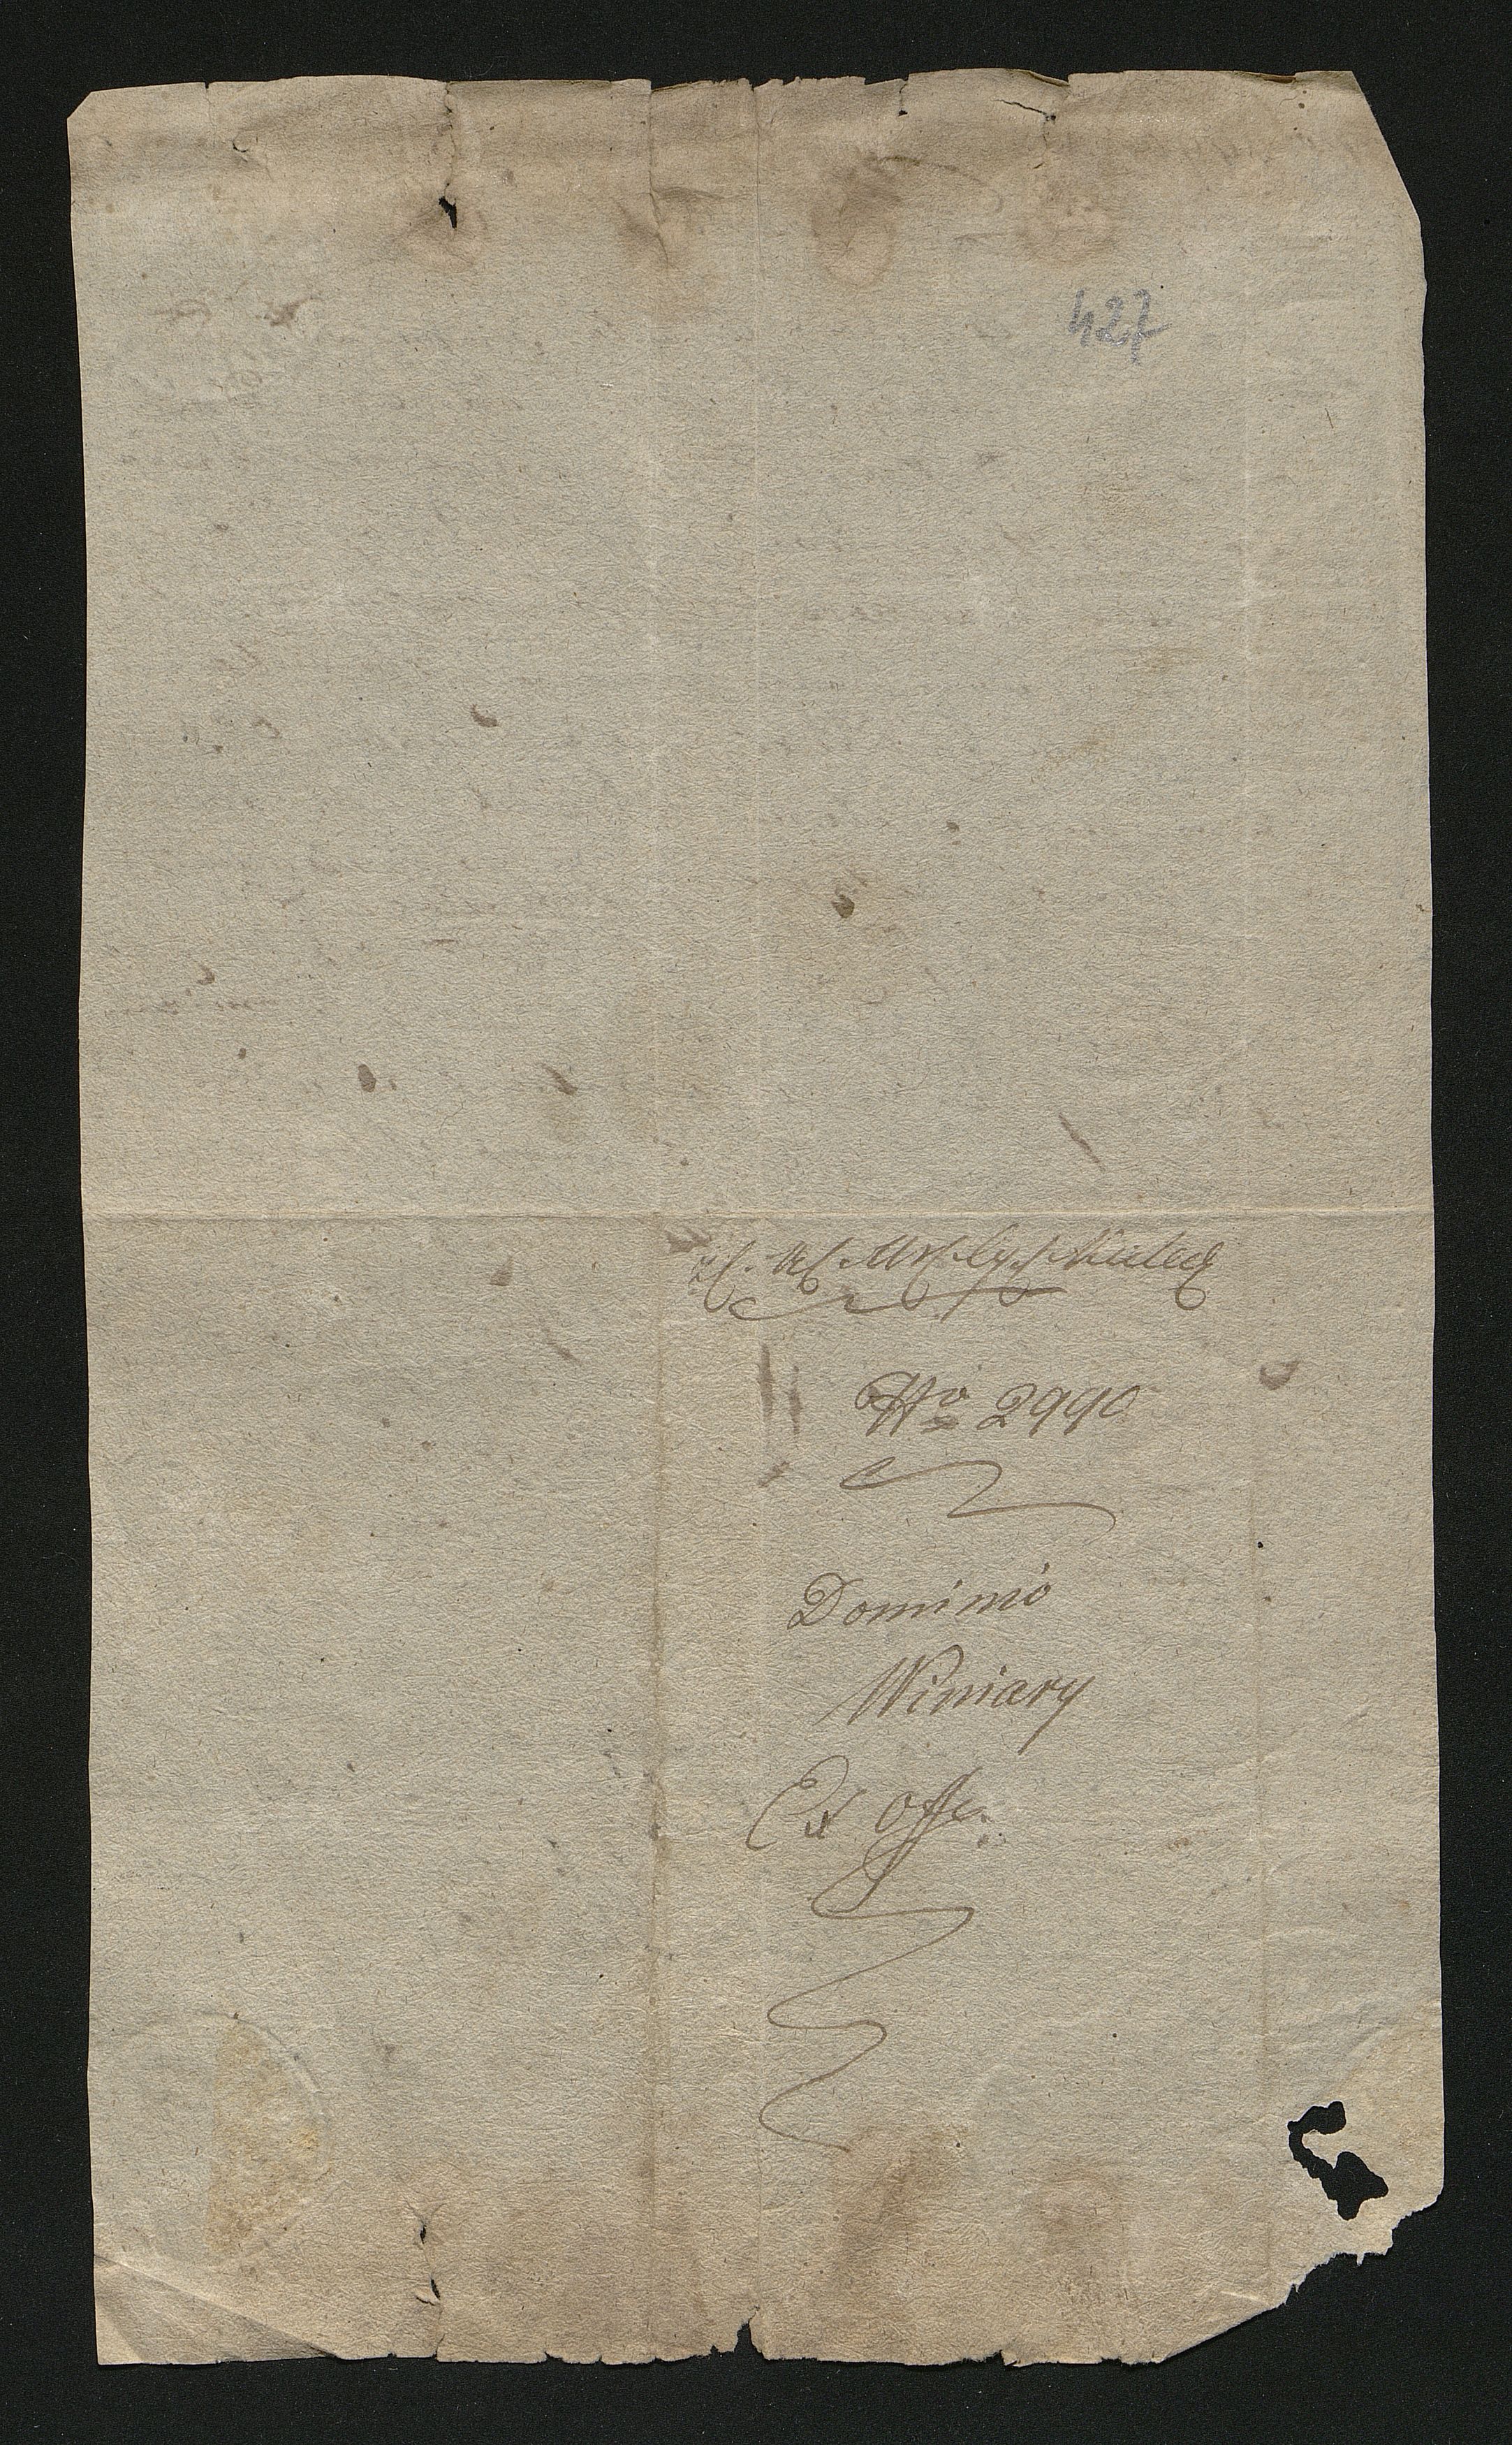 427
No 2990
Dominio
Winiary
Ex offo.